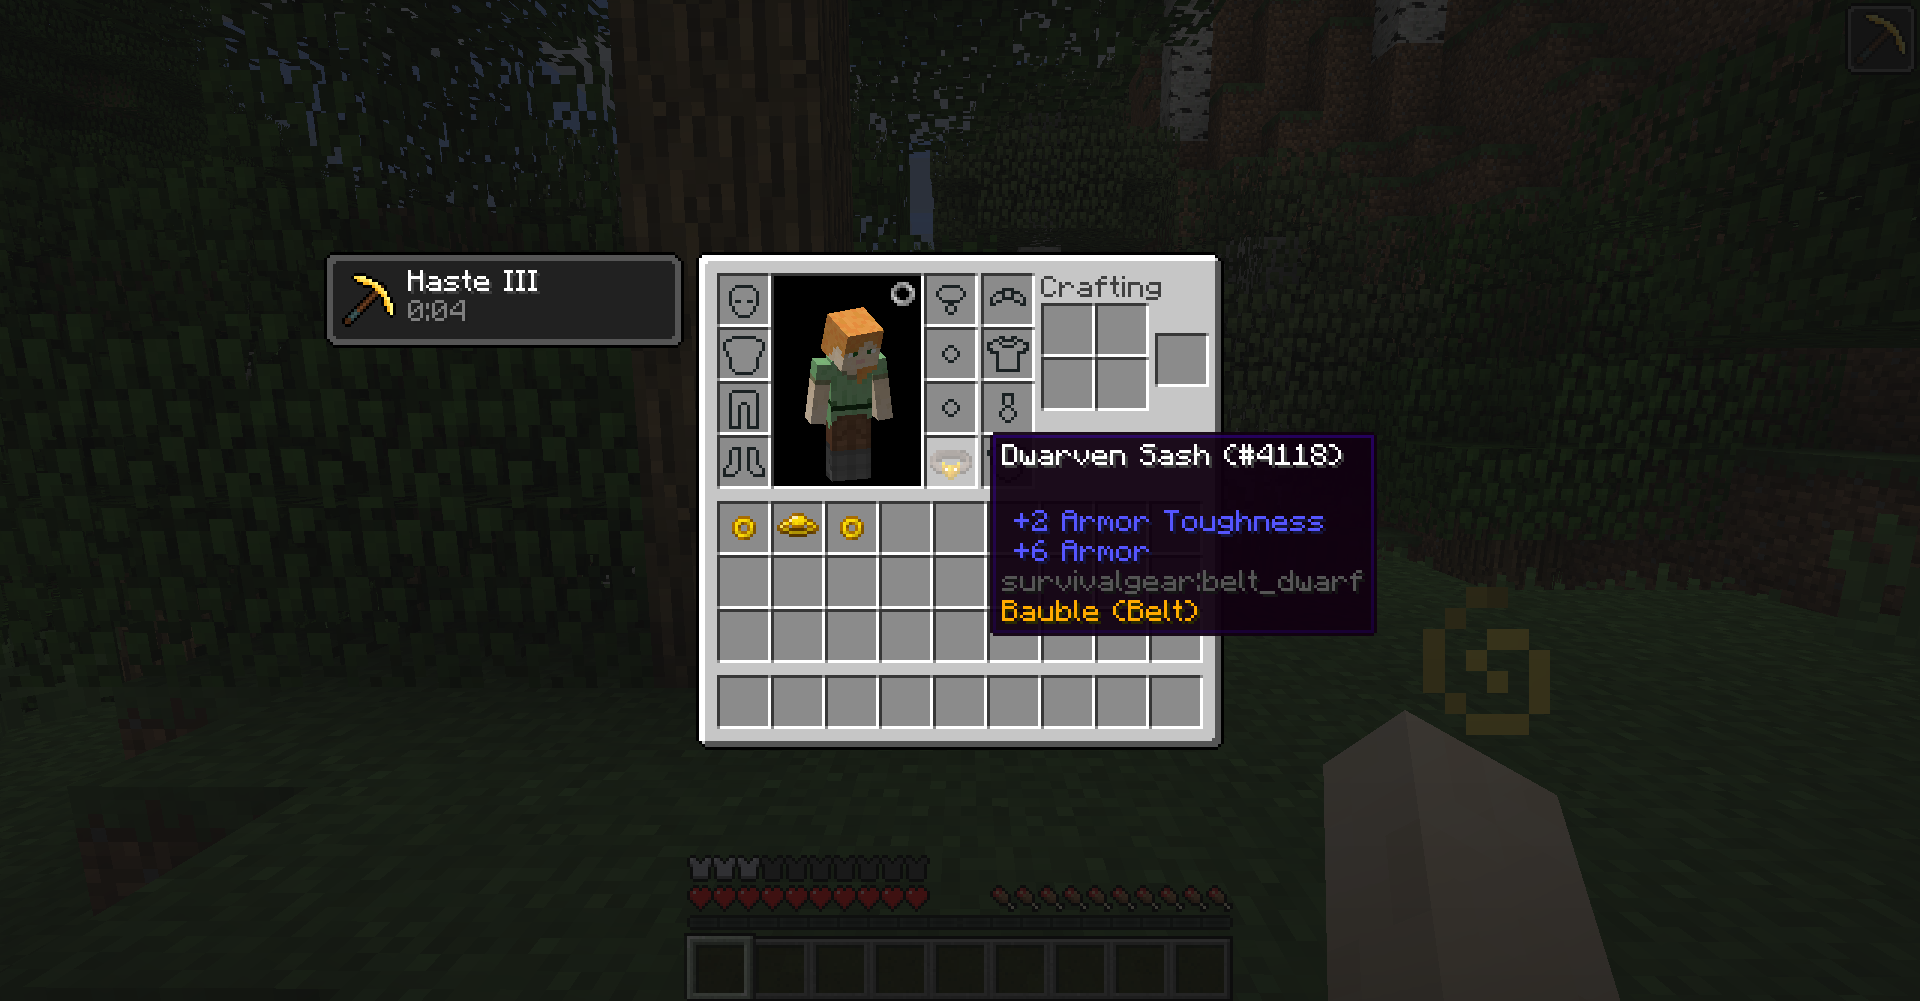 Haste III
0:04
Crafting
Dwarven Sash (#4118)
+2 Armor Toughness
+6 Armor
survivalgear:belt_dwarf
Bauble (Belt)